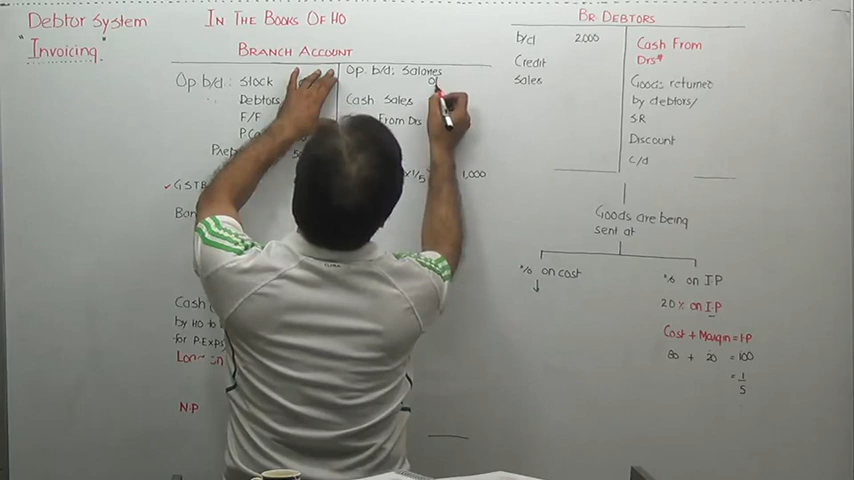 Debtor System
"Invoicing"
IN THE BOOKS OF HO
BRANCH ACCOUNT
Op b/d: Stock
Debtors
F/F
Op. b/d; Salaries
O/
Cash Sales
From Drs
1,000
Cash
by HO to
for P.Exps
N.P
BR DEBTORS
b/d 2,000
Credit
Sales
Cash From
Drs*
Goods returned
by debtors/
SR
Discount
c/d
Goods are being
sent at
% on cost
% on I.P
20% on I.P
Cost + Margin = I.P
80 + 20 = 100
= 1/5